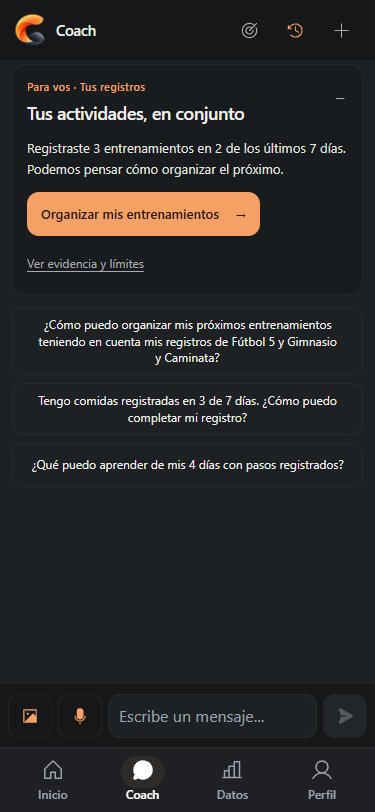 Coach
Para vos · Tus registros
Tus actividades, en conjunto
Registraste 3 entrenamientos en 2 de los últimos 7 días.
Podemos pensar cómo organizar el próximo.
Organizar mis entrenamientos →
Ver evidencia y límites
¿Cómo puedo organizar mis próximos entrenamientos
teniendo en cuenta mis registros de Fútbol 5 y Gimnasio
y Caminata?
Tengo comidas registradas en 3 de 7 días. ¿Cómo puedo
completar mi registro?
¿Qué puedo aprender de mis 4 días con pasos registrados?
Escribe un mensaje...
Inicio Coach Datos Perfil